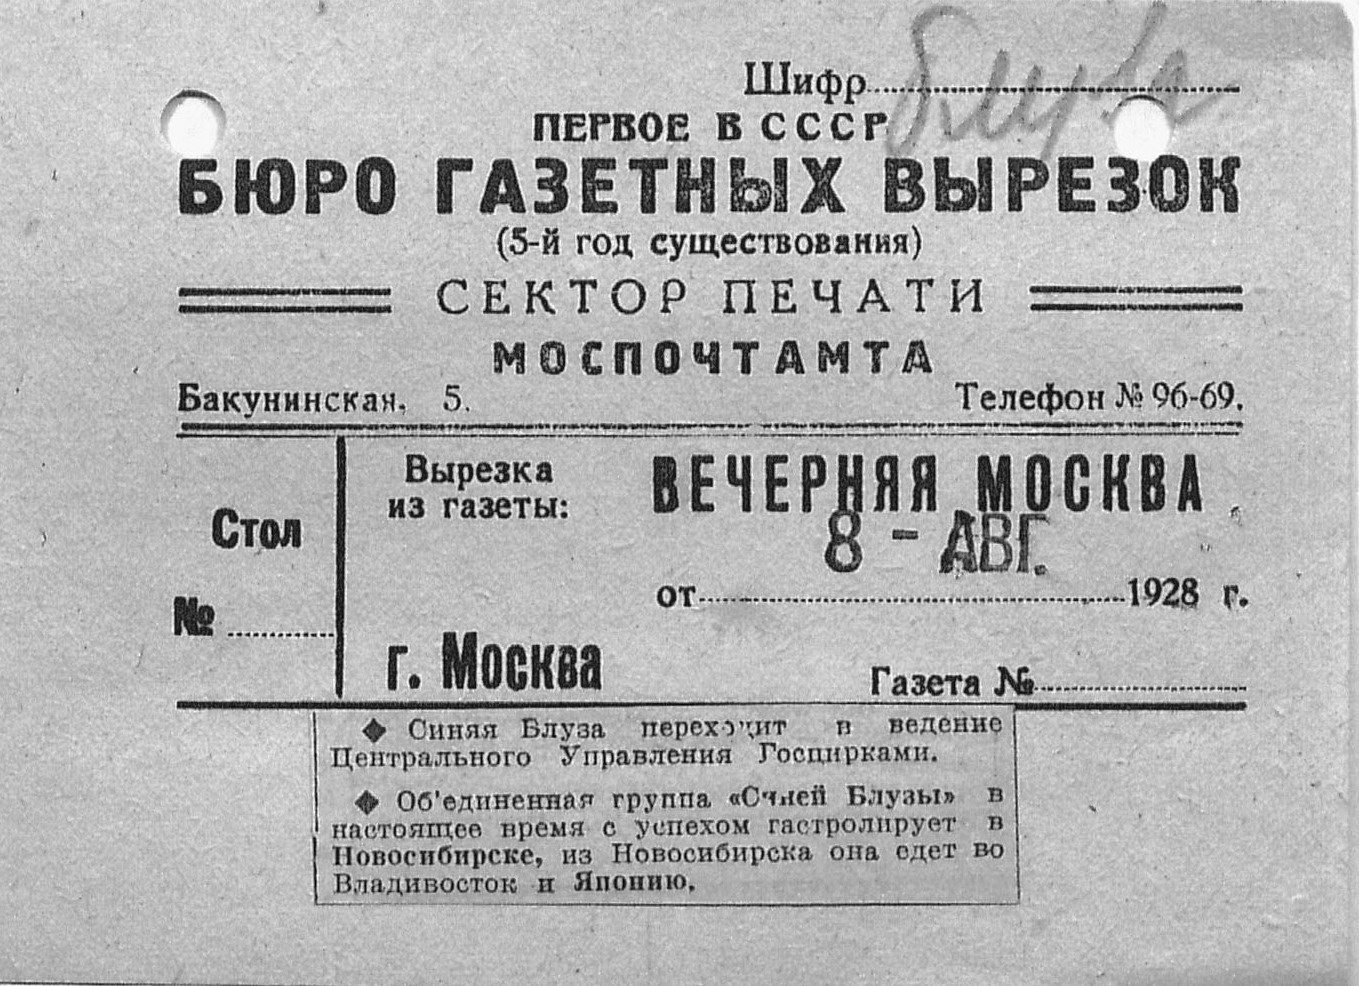 Шифр блуза
ПЕРВОЕ В СССР
БЮРО ГАЗЕТНЫХ ВЫРЕЗОК
(5-й год существования)
СЕКТОР ПЕЧАТИ
МОСПОЧТАМТА
Бакунинская, 5. Телефон № 96-69.
Вырезка
из газеты:
ВЕЧЕРНЯЯ МОСКВА
8 - АВГ.
от 1928 г.
Стол
№
г. Москва
Газета №
◆ Синяя Блуза переходит в ведение
Центрального Управления Госцирками.
◆ Об'единенная группа «Синей Блузы» в
настоящее время с успехом гастролирует в
Новосибирске, из Новосибирска она едет во
Владивосток и Японию.